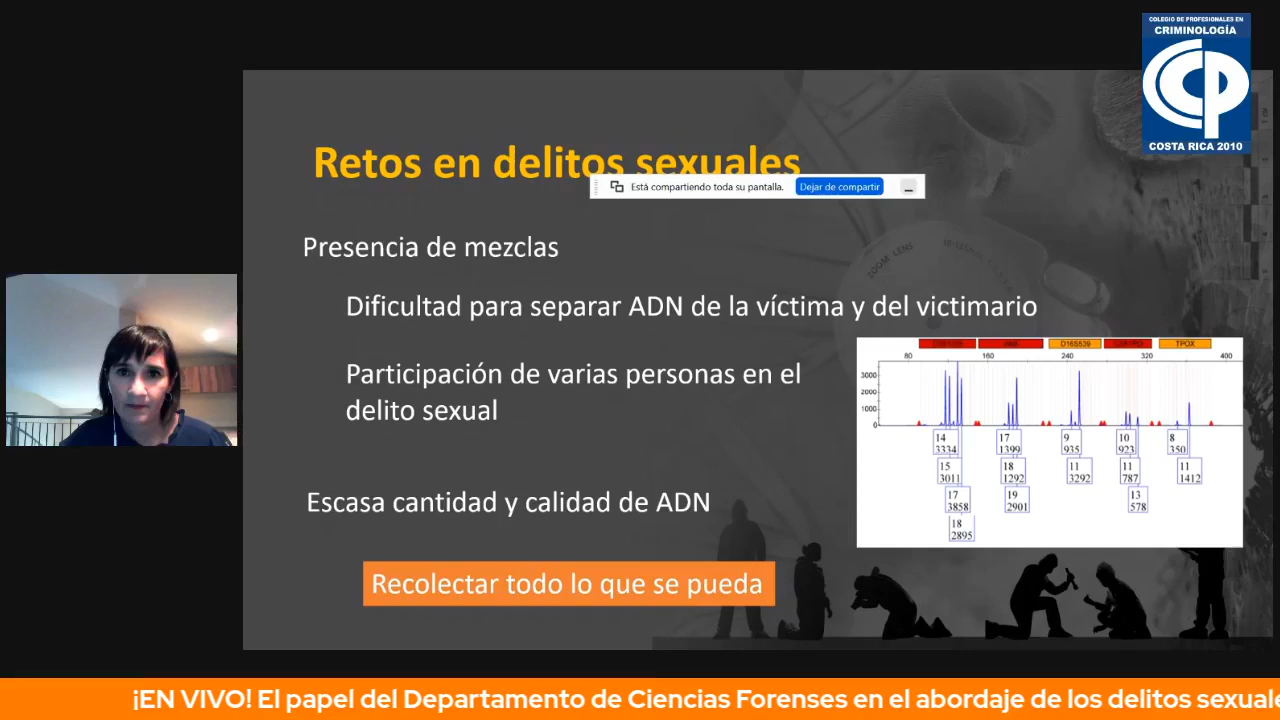 COLEGIO DE PROFESIONALES EN
CRIMINOLOGÍA
CP
COSTA RICA 2010
Retos en delitos sexuales
Está compartiendo toda su pantalla.
Dejar de compartir
Presencia de mezclas
ZOOM LENS
Dificultad para separar ADN de la víctima y del victimario
Participación de varias personas en el
delito sexual
D16S539
TPOX
80 160 240 320 400
3000
2000
1000
0
14 17 9 10 8
3334 1399 935 923 350
15 18 11 11 11
3011 1292 3292 787 1412
17 19 13
3858 2901 578
18
2895
Escasa cantidad y calidad de ADN
Recolectar todo lo que se pueda
¡EN VIVO! El papel del Departamento de Ciencias Forenses en el abordaje de los delitos sexuale